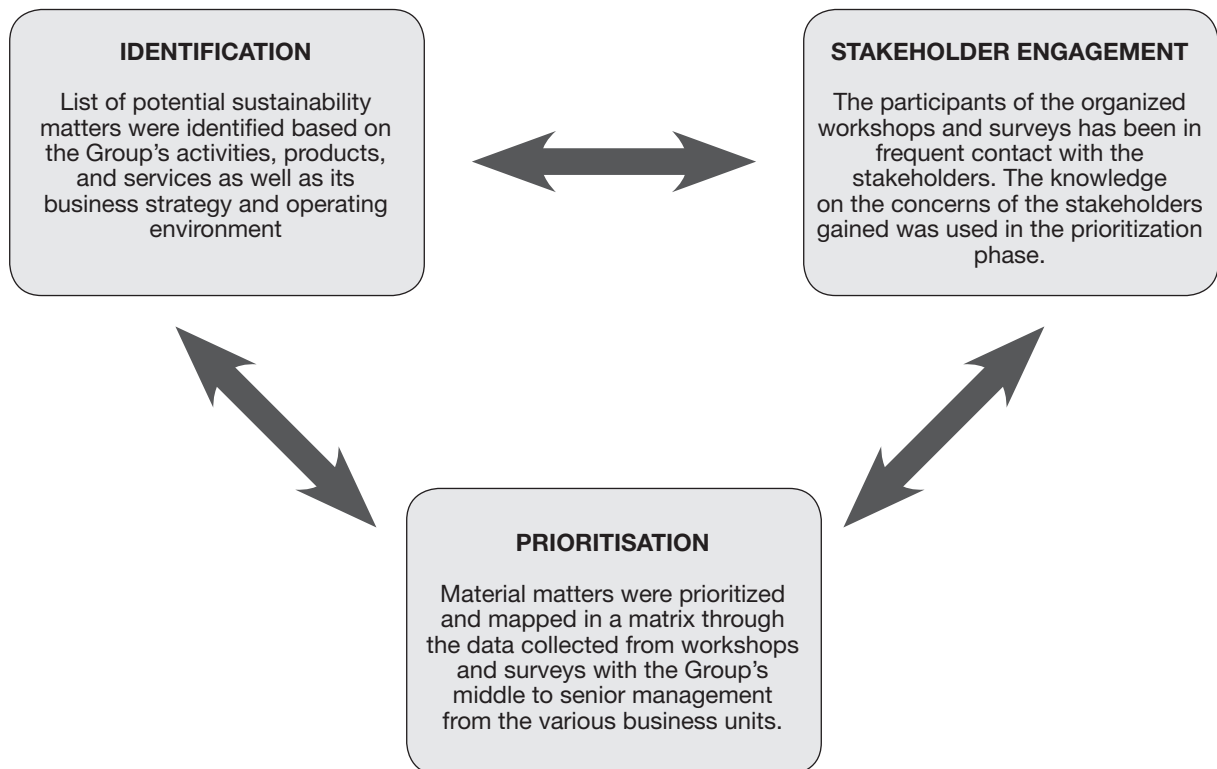 IDENTIFICATION
List of potential sustainability
matters were identified based on
the Group's activities, products,
and services as well as its
business strategy and operating
environment
STAKEHOLDER ENGAGEMENT
The participants of the organized
workshops and surveys has been in
frequent contact with the
stakeholders. The knowledge
on the concerns of the stakeholders
gained was used in the prioritization
phase.
PRIORITISATION
Material matters were prioritized
and mapped in a matrix through
the data collected from workshops
and surveys with the Group's
middle to senior management
from the various business units.